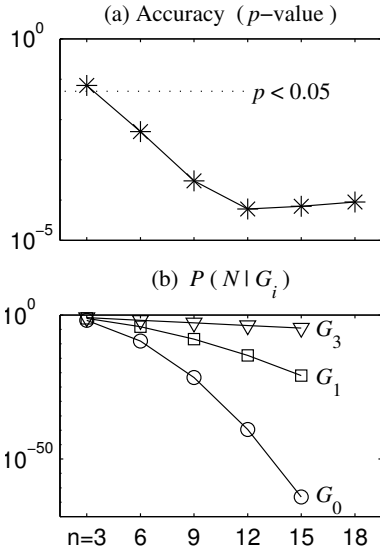 (a) Accuracy ( p−value)
10^0
p < 0.05
10^−5
(b) P ( N | G_i)
10^0
G_3
G_1
10^−50
G_0
n=3 6 9 12 15 18